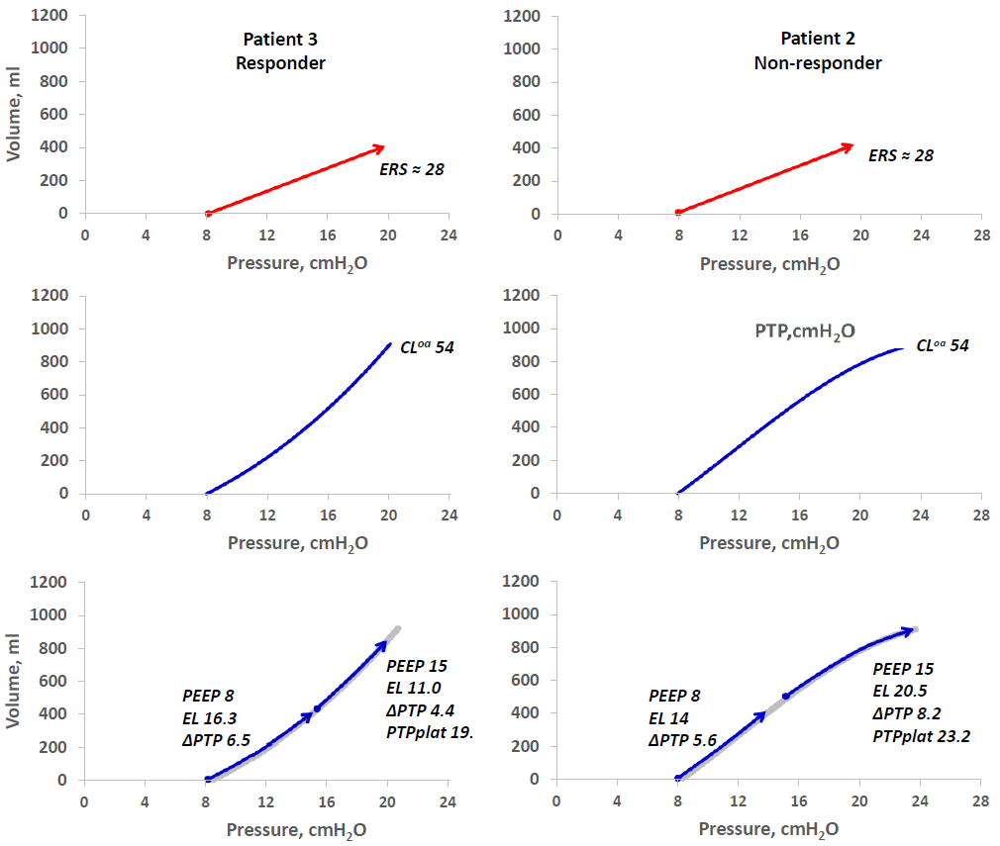 Patient 3
Responder
Volume, ml
1200
1000
800
600
400
200
0
ERS ≈ 28
0 4 8 12 16 20 24
Pressure, cmH2O
Patient 2
Non-responder
1200
1000
800
600
400
200
0
ERS ≈ 28
0 4 8 12 16 20 24 28
Pressure, cmH2O
1200
1000
800
600
400
200
0
CLoa 54
0 4 8 12 16 20 24
Pressure, cmH2O
1200
1000
800
600
400
200
0
PTP,cmH2O
CLoa 54
0 4 8 12 16 20 24 28
Pressure, cmH2O
Volume, ml
1200
1000
800
600
400
200
0
PEEP 8
EL 16.3
ΔPTP 6.5
PEEP 15
EL 11.0
ΔPTP 4.4
PTPplat 19.
0 4 8 12 16 20 24
Pressure, cmH2O
1200
1000
800
600
400
200
0
PEEP 8
EL 14
ΔPTP 5.6
PEEP 15
EL 20.5
ΔPTP 8.2
PTPplat 23.2
0 4 8 12 16 20 24 28
Pressure, cmH2O